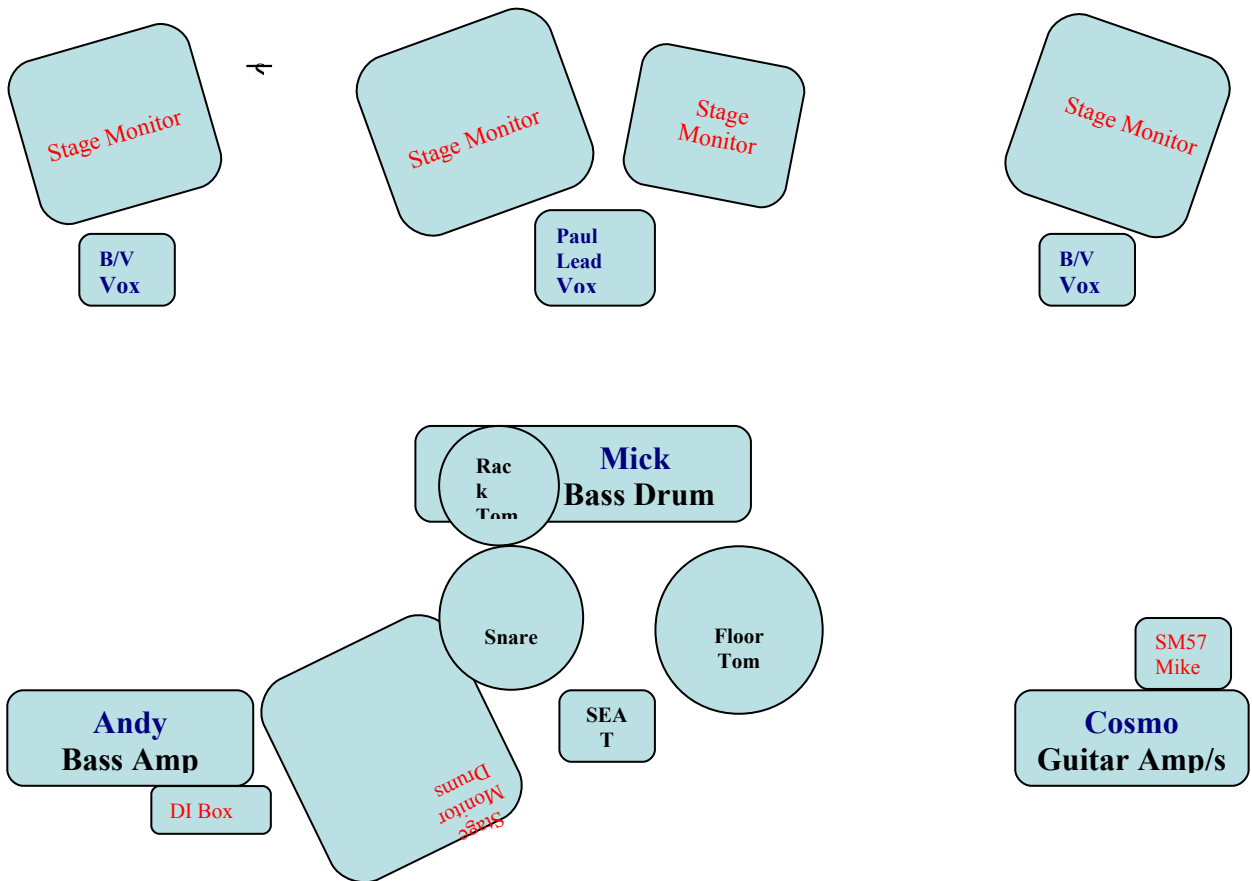 Stage Monitor
Stage Monitor
Stage
Monitor
Stage Monitor
B/V
Vox
Paul
Lead
Vox
B/V
Vox
Rac
k
Tom
Mick
Bass Drum
Snare
Floor
Tom
SM57
Mike
Andy
Bass Amp
SEA
T
Cosmo
Guitar Amp/s
DI Box
Stage
Monitor
Drums